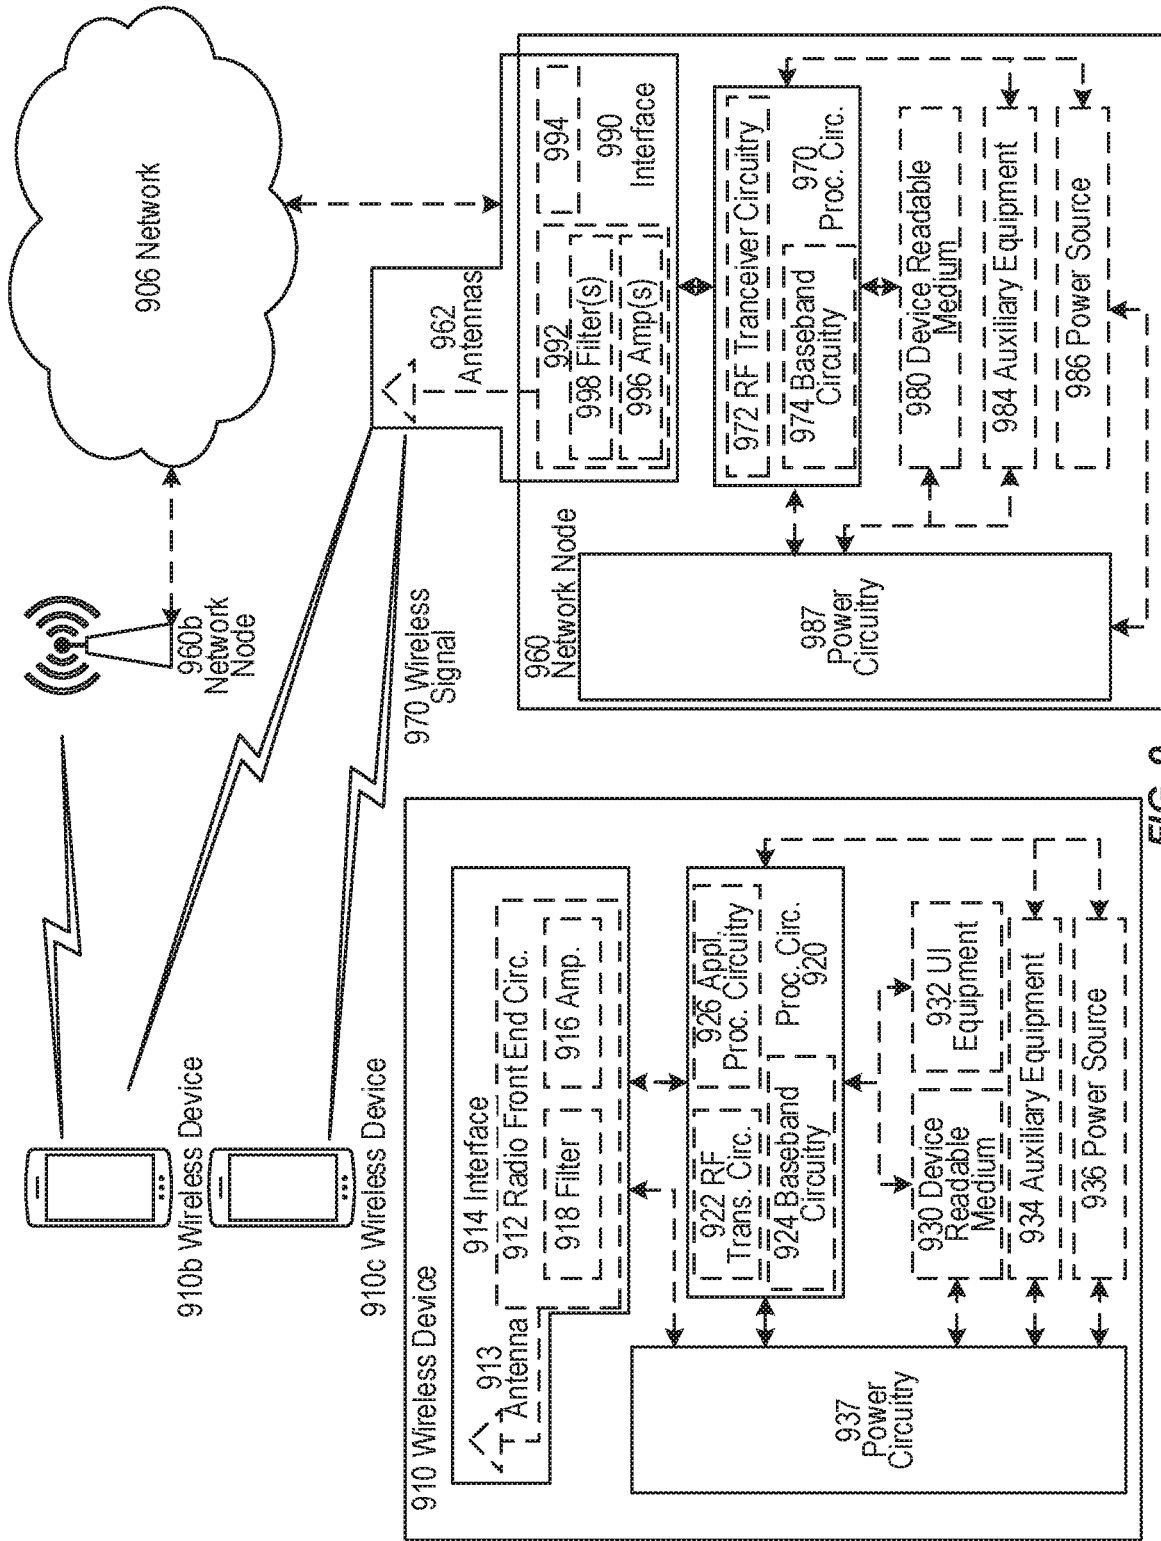 906 Network
960b
Network
Node
910b Wireless Device
910c Wireless Device
970 Wireless
Signal
910 Wireless Device
913
Antenna
914 Interface
912 Radio Front End Circ.
918 Filter
916 Amp.
922 RF
Trans. Circ.
926 Appl.
Proc. Circuitry
924 Baseband
Circuitry
Proc. Circ.
920
930 Device
Readable
Medium
932 UI
Equipment
934 Auxiliary Equipment
936 Power Source
937
Power
Circuitry
960
Network Node
962
Antennas
992
998 Filter(s)
996 Amp(s)
994
990
Interface
972 RF Tranceiver Circuitry
974 Baseband
Circuitry
970
Proc. Circ.
980 Device Readable
Medium
984 Auxiliary Equipment
986 Power Source
987
Power
Circuitry